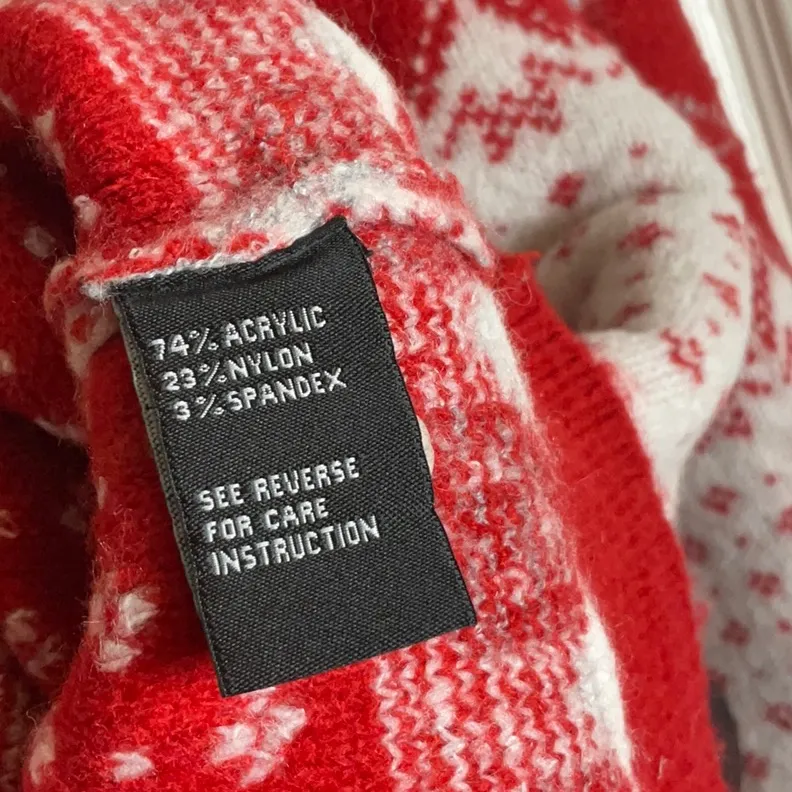 74% ACRYLIC
23% NYLON
3% SPANDEX
SEE REVERSE
FOR CARE
INSTRUCTION